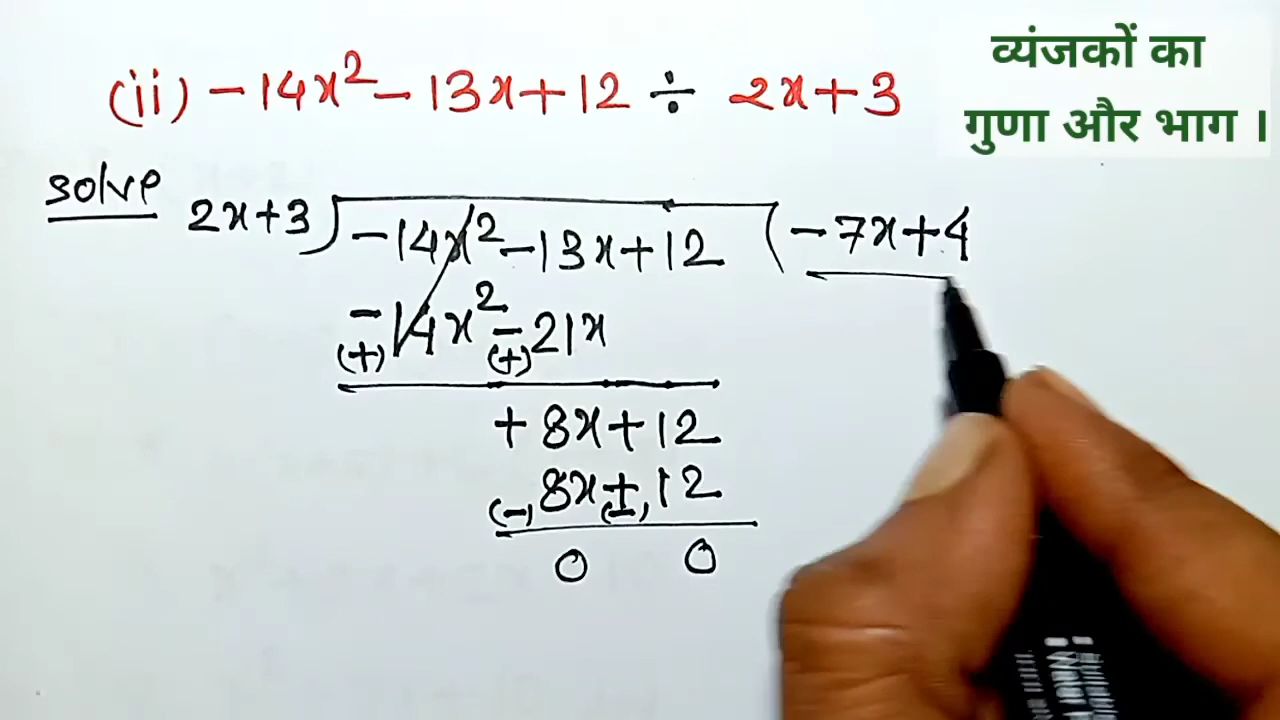 व्यंजकों का
गुणा और भाग ।
(ii) -14x² - 13x + 12 ÷ 2x + 3
solve
2x+3) -14x² - 13x + 12 ( -7x+4
-14x² - 21x
(+) (+)
+ 8x + 12
8x + 12
(-) (-)
0 0